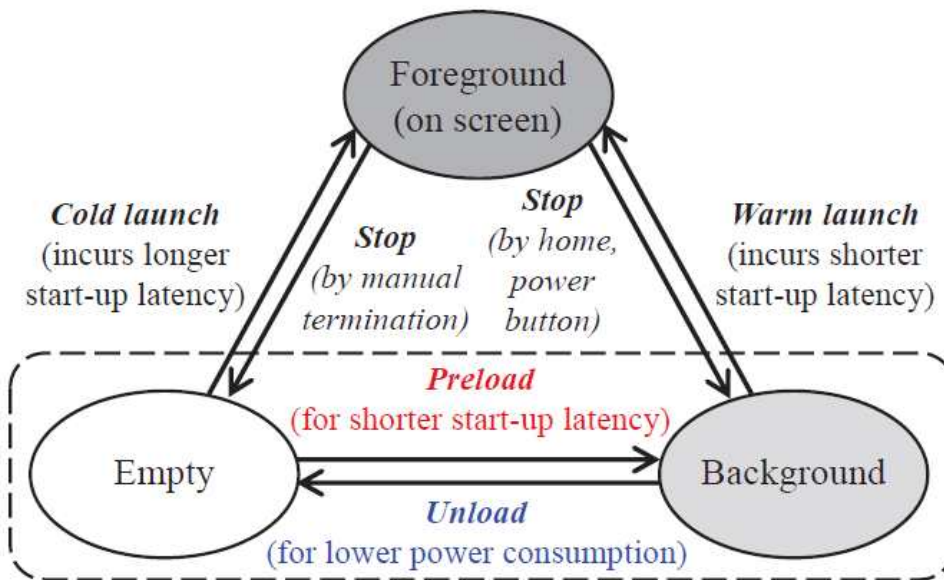 Foreground
(on screen)
Cold launch
(incurs longer
start-up latency)
Stop
(by manual
termination)
Stop
(by home,
power
button)
Warm launch
(incurs shorter
start-up latency)
Preload
(for shorter start-up latency)
Empty
Background
Unload
(for lower power consumption)